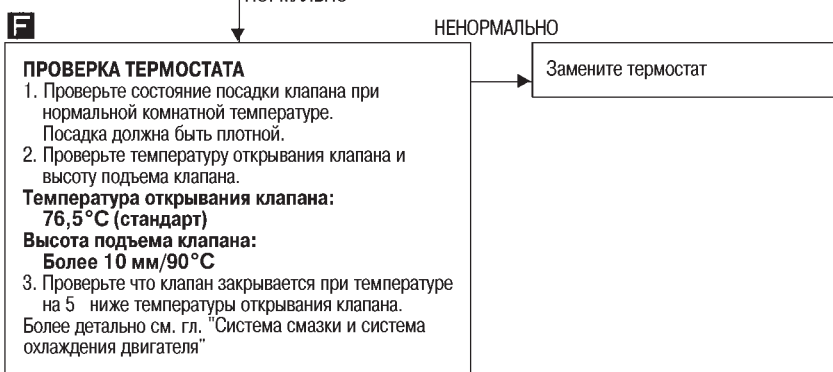 F
НЕНОРМАЛЬНО
ПРОВЕРКА ТЕРМОСТАТА
1. Проверьте состояние посадки клапана при
нормальной комнатной температуре.
Посадка должна быть плотной.
2. Проверьте температуру открывания клапана и
высоту подъема клапана.
Температура открывания клапана:
76,5°C (стандарт)
Высота подъема клапана:
Более 10 мм/90°C
3. Проверьте что клапан закрывается при температуре
на 5 ниже температуры открывания клапана.
Более детально см. гл. "Система смазки и система
охлаждения двигателя"
Замените термостат